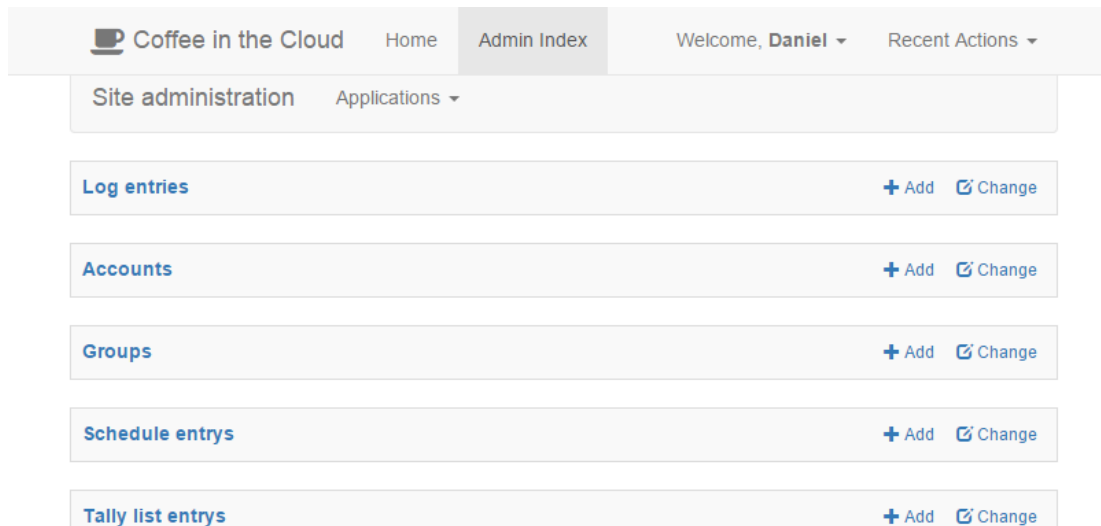 Coffee in the Cloud Home Admin Index Welcome, Daniel Recent Actions
Site administration Applications
Log entries Add Change
Accounts Add Change
Groups Add Change
Schedule entrys Add Change
Tally list entrys Add Change